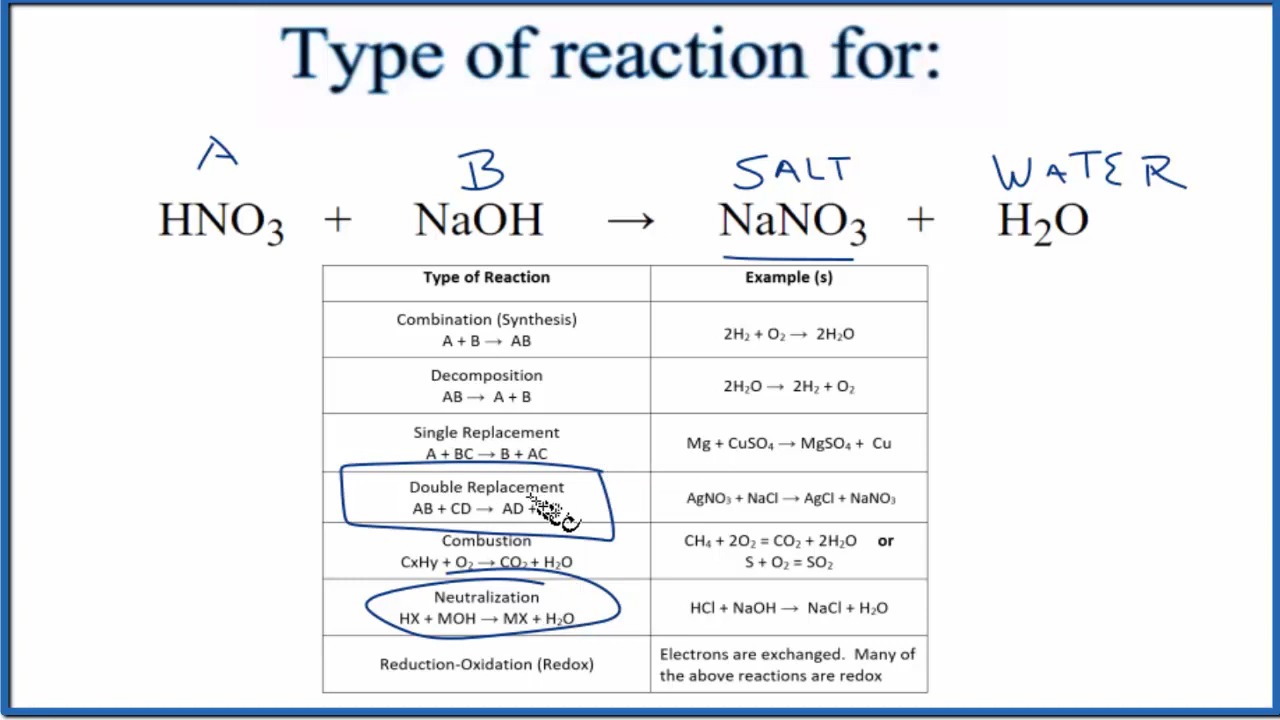 Type of reaction for:
A B SALT WATER
HNO₃ + NaOH → NaNO₃ + H₂O
Type of Reaction Example (s)
Combination (Synthesis)
A + B → AB
2H₂ + O₂ → 2H₂O
Decomposition
AB → A + B
2H₂O → 2H₂ + O₂
Single Replacement
A + BC → B + AC
Mg + CuSO₄ → MgSO₄ + Cu
Double Replacement
AB + CD → AD +
AgNO₃ + NaCl → AgCl + NaNO₃
Combustion
CxHy + O₂ → CO₂ + H₂O
CH₄ + 2O₂ = CO₂ + 2H₂O or
S + O₂ = SO₂
Neutralization
HX + MOH → MX + H₂O
HCl + NaOH → NaCl + H₂O
Reduction-Oxidation (Redox)
Electrons are exchanged. Many of
the above reactions are redox